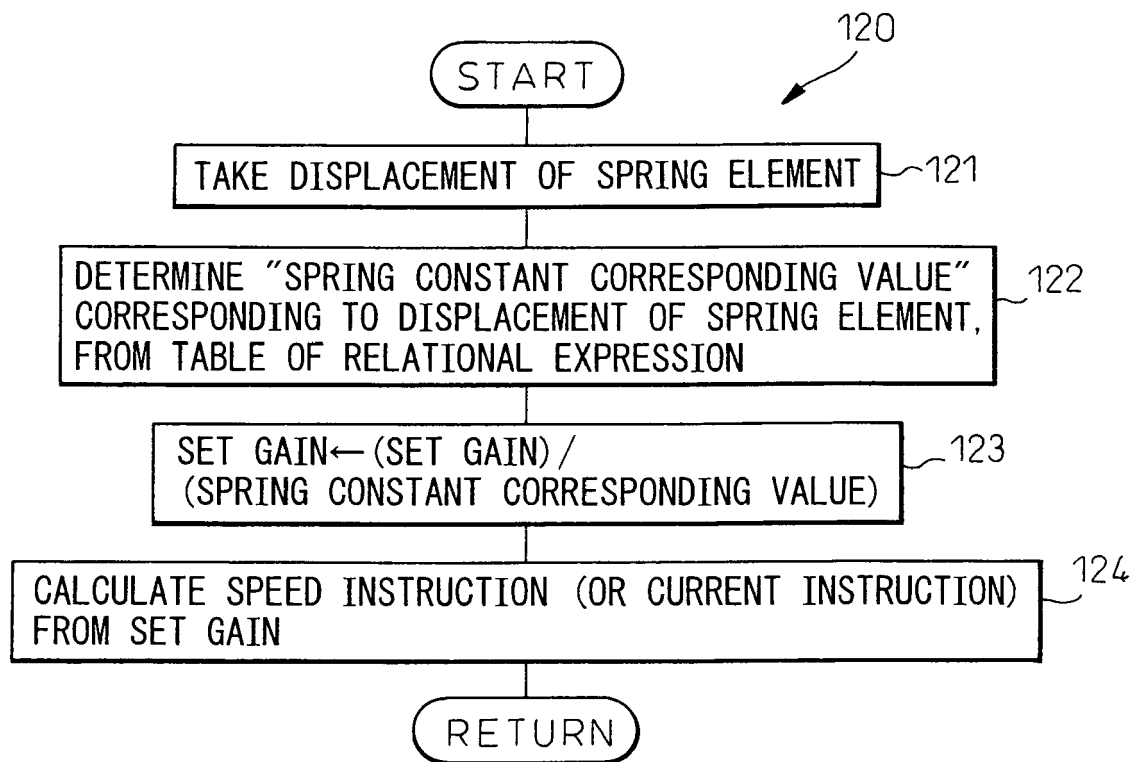 120
START
TAKE DISPLACEMENT OF SPRING ELEMENT
121
DETERMINE "SPRING CONSTANT CORRESPONDING VALUE"
CORRESPONDING TO DISPLACEMENT OF SPRING ELEMENT,
FROM TABLE OF RELATIONAL EXPRESSION
122
SET GAIN←(SET GAIN)/
(SPRING CONSTANT CORRESPONDING VALUE)
123
CALCULATE SPEED INSTRUCTION (OR CURRENT INSTRUCTION)
FROM SET GAIN
124
RETURN